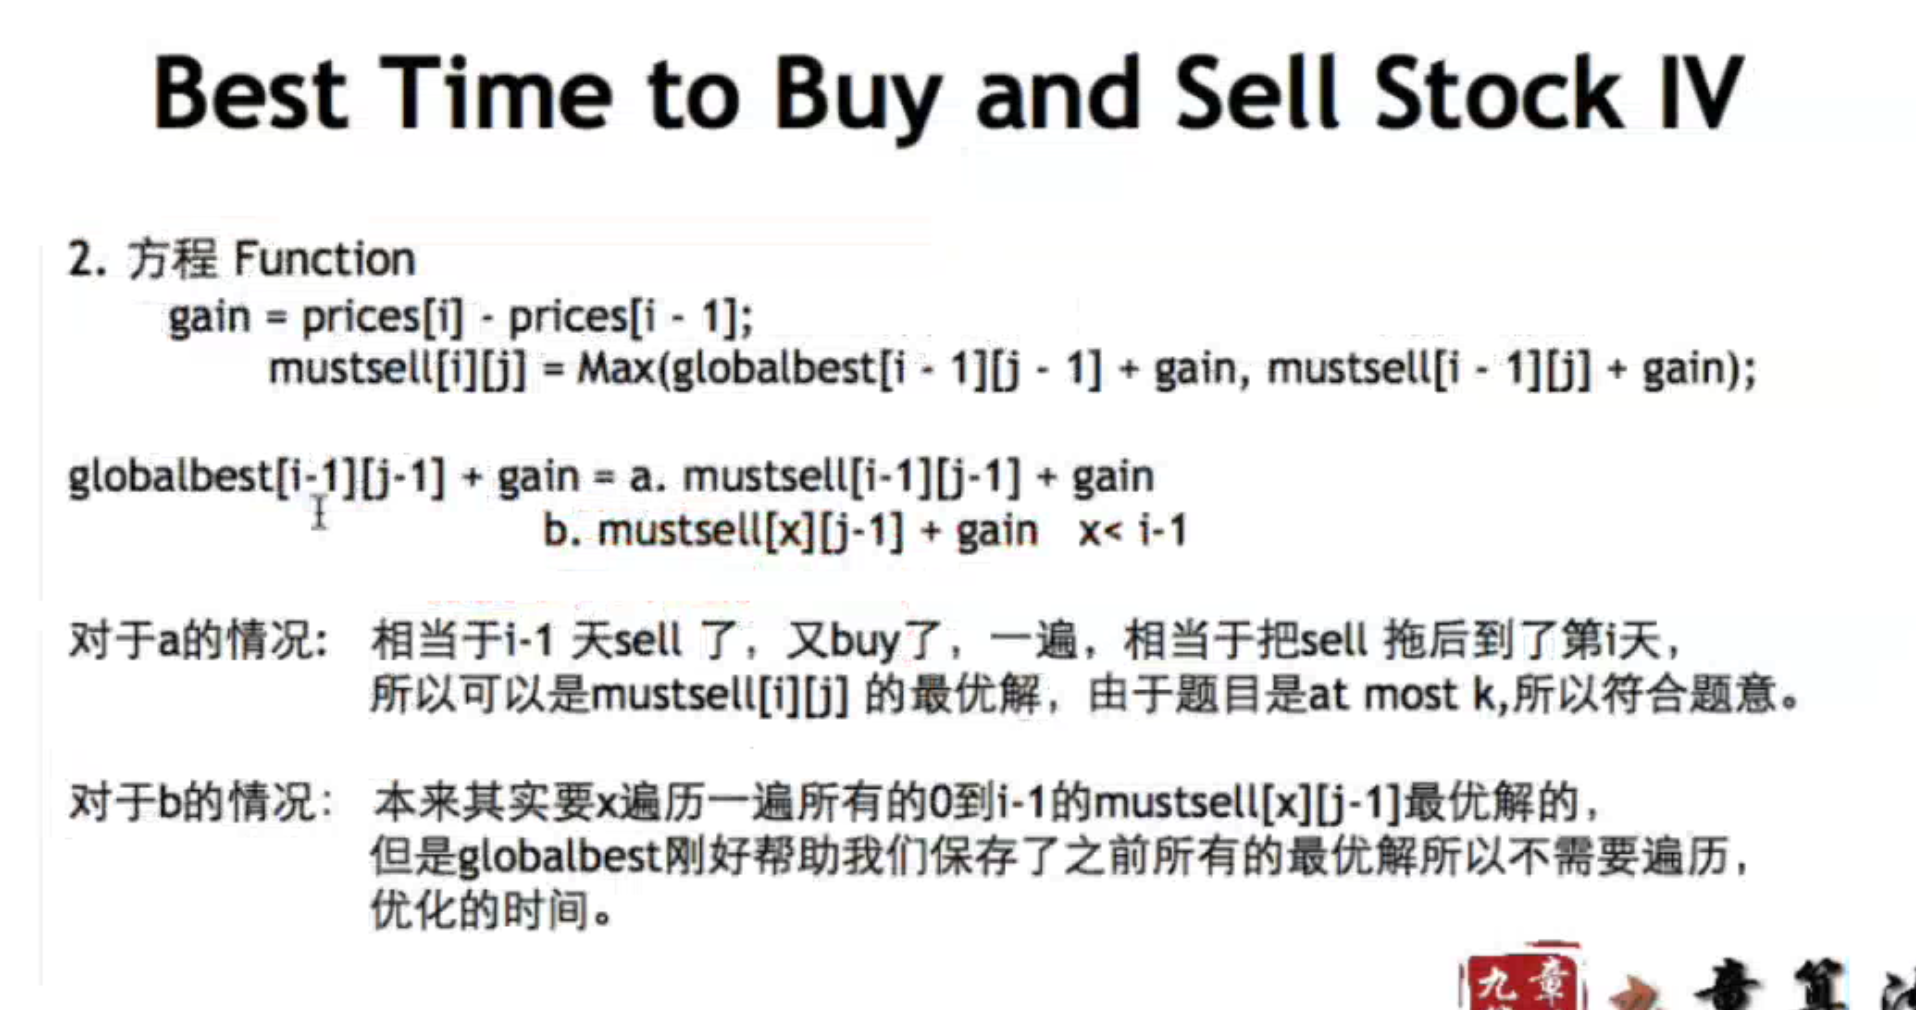 Best Time to Buy and Sell Stock IV
2. 方程 Function
gain = prices[i] - prices[i - 1];
mustsell[i][j] = Max(globalbest[i - 1][j - 1] + gain, mustsell[i - 1][j] + gain);
globalbest[i-1][j-1] + gain = a. mustsell[i-1][j-1] + gain
b. mustsell[x][j-1] + gain x< i-1
对于a的情况: 相当于i-1 天sell 了，又buy了，一遍，相当于把sell 拖后到了第i天，
所以可以是mustsell[i][j] 的最优解，由于题目是at most k,所以符合题意。
对于b的情况： 本来其实要x遍历一遍所有的0到i-1的mustsell[x][j-1]最优解的，
但是globalbest刚好帮助我们保存了之前所有的最优解所以不需要遍历，
优化的时间。
九章
章算